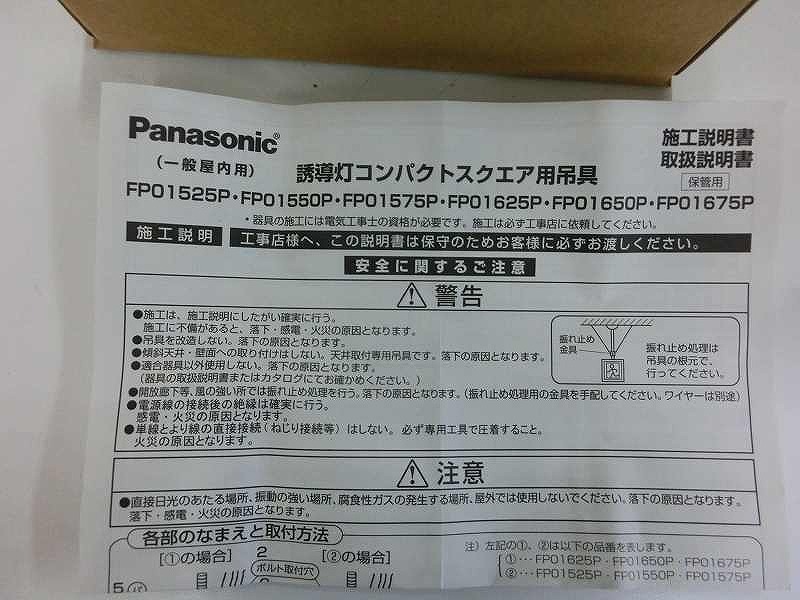 Panasonic®
施工説明書
取扱説明書
保管用
(一般屋内用)
誘導灯コンパクトスクエア用吊具
FP01525P・FP01550P・FP01575P・FP01625P・FP01650P・FP01675P
・器具の施工には電気工事士の資格が必要です。施工は必ず工事店に依頼してください。
施工説明 工事店様へ、この説明書は保守のためお客様に必ずお渡しください。
安全に関するご注意
警告
●施工は、施工説明にしたがい確実に行う。
施工に不備があると、落下・感電・火災の原因となります。
●吊具を改造しない。落下の原因となります。
●傾斜天井・壁面への取り付けはしない。天井取付専用吊具です。落下の原因となります。
●適合器具以外使用しない。落下の原因となります。
(器具の取扱説明書またはカタログにてお確かめください。)
●開放廊下等、風の強い所では振れ止め処理を行う。落下の原因となります。(振れ止め処理用の金具を手配してください。ワイヤーは別途)
●電源線の接続後の絶縁は確実に行う。
感電・火災の原因となります。
●単線とより線の直接接続(ねじり接続等)はしない。必ず専用工具で圧着すること。
火災の原因となります。
振れ止め
金具
振れ止め処理は
吊具の根元で、
行ってください。
注意
●直接日光のあたる場所、振動の強い場所、腐食性ガスの発生する場所、屋外では使用しないでください。落下の原因となります。
落下・感電・火災の原因となります。
各部のなまえと取付方法
[①の場合] 2 [②の場合]
ボルト取付穴
5
注）左記の①、②は以下の品番を表します。
①…FP01625P・FP01650P・FP01675P
②…FP01525P・FP01550P・FP01575P